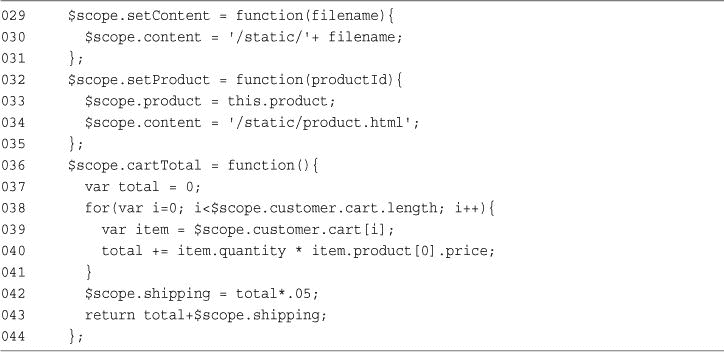 029     $scope.setContent = function(filename){
030       $scope.content = '/static/'+ filename;
031     };
032     $scope.setProduct = function(productId){
033       $scope.product = this.product;
034       $scope.content = '/static/product.html';
035     };
036     $scope.cartTotal = function(){
037       var total = 0;
038       for(var i=0; i<$scope.customer.cart.length; i++){
039         var item = $scope.customer.cart[i];
040         total += item.quantity * item.product[0].price;
041       }
042       $scope.shipping = total*.05;
043       return total+$scope.shipping;
044     };